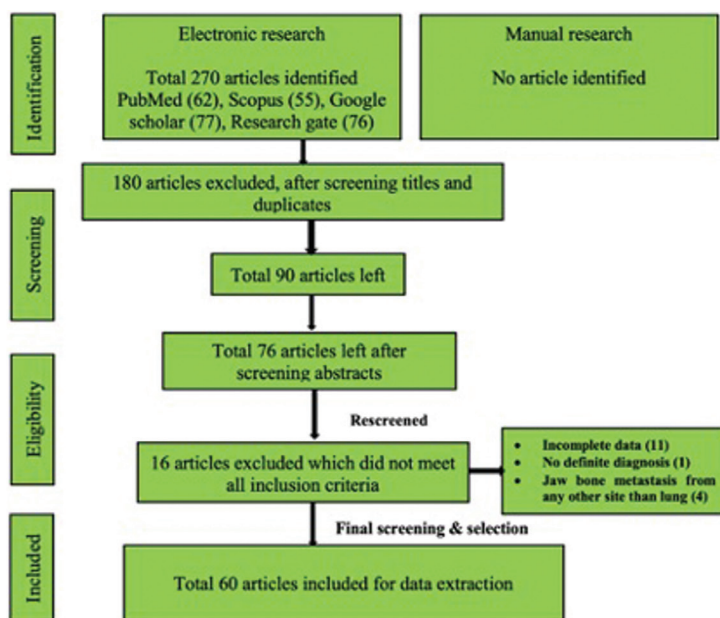 Identification
Electronic research
Total 270 articles identified
PubMed (62), Scopus (55), Google
scholar (77), Research gate (76)
Manual research
No article identified
Screening
180 articles excluded, after screening titles and
duplicates
Total 90 articles left
Eligibility
Total 76 articles left after
screening abstracts
Rescreened
16 articles excluded which did not meet
all inclusion criteria
• Incomplete data (11)
• No definite diagnosis (1)
• Jaw bone metastasis from
any other site than lung (4)
Included
Final screening & selection
Total 60 articles included for data extraction